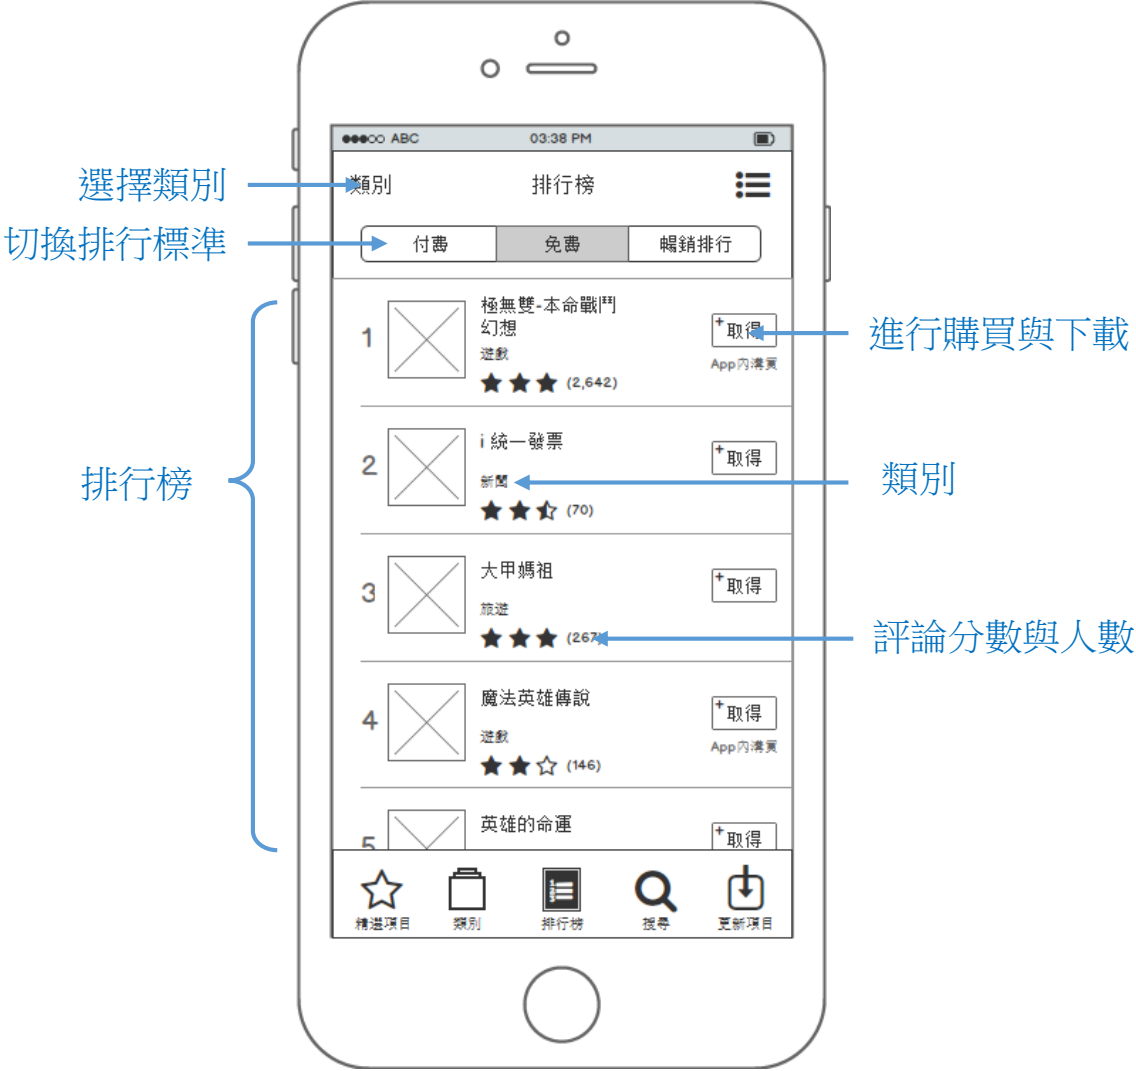 ABC 03:38 PM
選擇類別
類別 排行榜
切換排行標準
付費 免費 暢銷排行
1
極無雙-本命戰鬥
幻想
遊戲
(2,642)
+取得
App內購買
進行購買與下載
排行榜
2
i 統一發票
新聞
(70)
+取得
類別
3
大甲媽祖
旅遊
(267)
+取得
評論分數與人數
4
魔法英雄傳說
遊戲
(146)
+取得
App內購買
5
英雄的命運
+取得
精選項目 類別 排行榜 搜尋 更新項目